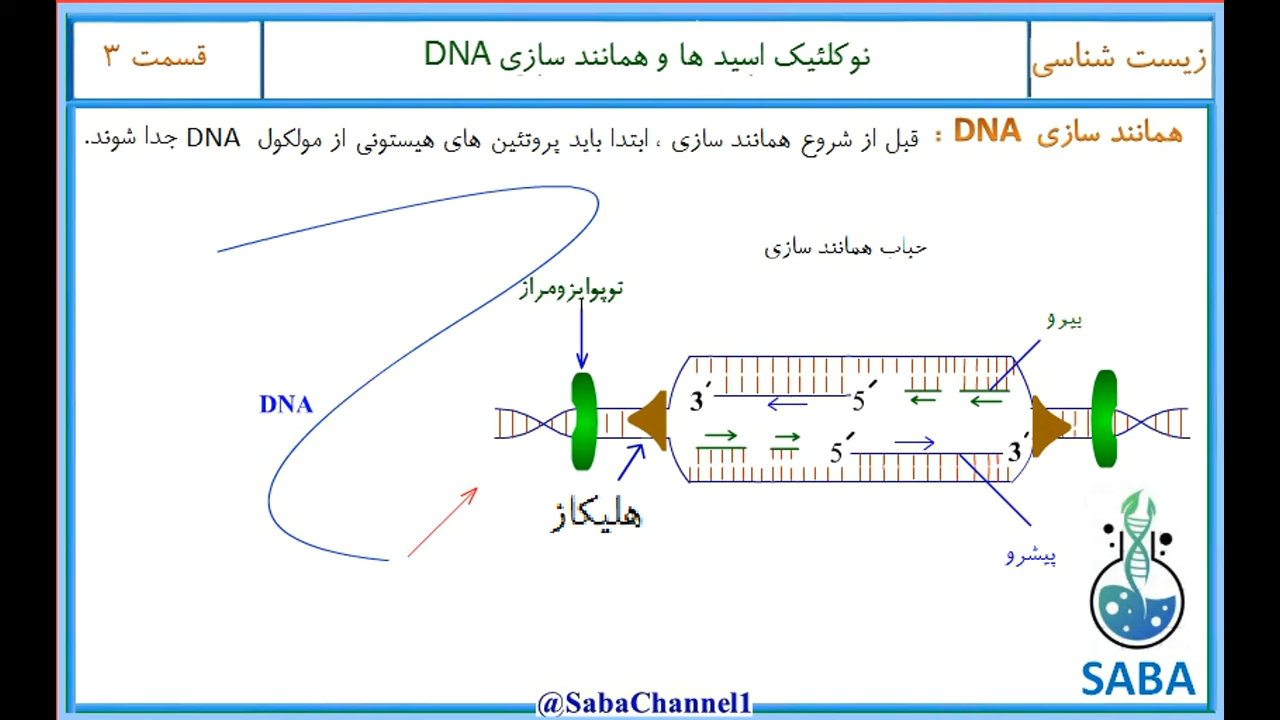 زیست شناسی
نوکلئیک اسید ها و همانند سازی DNA
قسمت ۳
همانند سازی DNA : قبل از شروع همانند سازی ، ابتدا باید پروتئین های هیستونی از مولکول DNA جدا شوند.
حباب همانند سازی
توپوایزومراز
پیرو
3´
5´
DNA
5´
3´
هلیکاز
پیشرو
SABA
@SabaChannel1